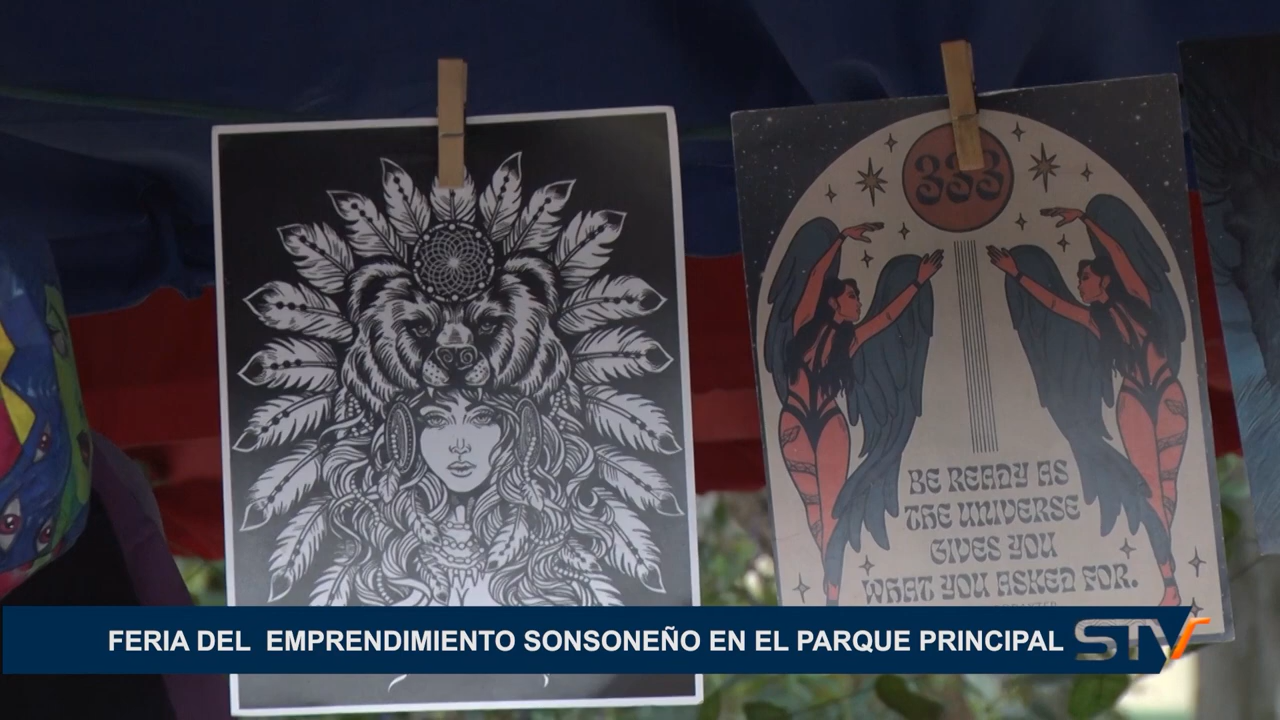 333
BE READY AS
THE UNIVERSE
GIVES YOU
WHAT YOU ASKED FOR.
FERIA DEL  EMPRENDIMIENTO SONSONEÑO EN EL PARQUE PRINCIPAL
STV